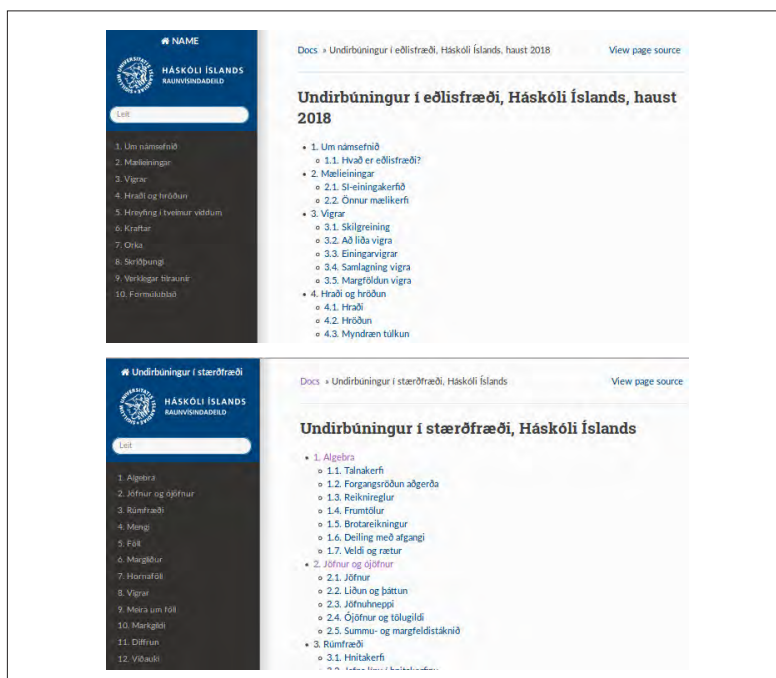 NAME
HÁSKÓLI ÍSLANDS
RAUNVÍSINDADEILD
Leit
1. Um námsefnið
2. Mælieiningar
3. Vigrar
4. Hraði og hröðun
5. Hreyfing í tveimur víddum
6. Kraftar
7. Orka
8. Skriðþungi
9. Verklegar tilraunir
10. Formúlublað
Docs » Undirbúningur í eðlisfræði, Háskóli Íslands, haust 2018
View page source
Undirbúningur í eðlisfræði, Háskóli Íslands, haust
2018
1. Um námsefnið
1.1. Hvað er eðlisfræði?
2. Mælieiningar
2.1. SI-einingakerfið
2.2. Önnur mælikerfi
3. Vigrar
3.1. Skilgreining
3.2. Að liða vigra
3.3. Einingarvigrar
3.4. Samlagning vigra
3.5. Margföldun vigra
4. Hraði og hröðun
4.1. Hraði
4.2. Hröðun
4.3. Myndræn túlkun
Undirbúningur í stærðfræði
HÁSKÓLI ÍSLANDS
RAUNVÍSINDADEILD
Leit
1. Algebra
2. Jöfnur og ójöfnur
3. Rúmfræði
4. Mengi
5. Föll
6. Margliður
7. Hornaföll
8. Vigrar
9. Meira um föll
10. Markgildi
11. Diffrun
12. Viðauki
Docs » Undirbúningur í stærðfræði, Háskóli Íslands
View page source
Undirbúningur í stærðfræði, Háskóli Íslands
1. Algebra
1.1. Talnakerfi
1.2. Forgangsröðun aðgerða
1.3. Reiknireglur
1.4. Frumtölur
1.5. Brotareikningur
1.6. Deiling með afgangi
1.7. Veldi og rætur
2. Jöfnur og ójöfnur
2.1. Jöfnur
2.2. Liðun og þáttun
2.3. Jöfnuhneppi
2.4. Ójöfnur og tölugildi
2.5. Summu- og margfeldistáknið
3. Rúmfræði
3.1. Hnitakerfi